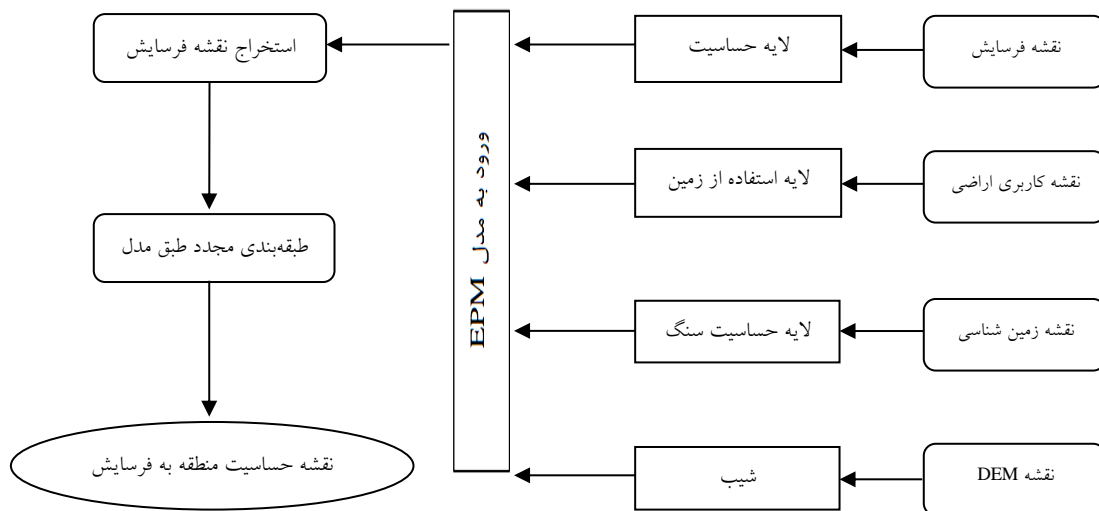 نقشه فرسایش
لایه حساسیت
استخراج نقشه فرسایش
نقشه کاربری اراضی
لایه استفاده از زمین
ورود به مدل EPM
طبقه‌بندی مجدد طبق مدل
نقشه زمین شناسی
لایه حساسیت سنگ
نقشه DEM
شیب
نقشه حساسیت منطقه به فرسایش